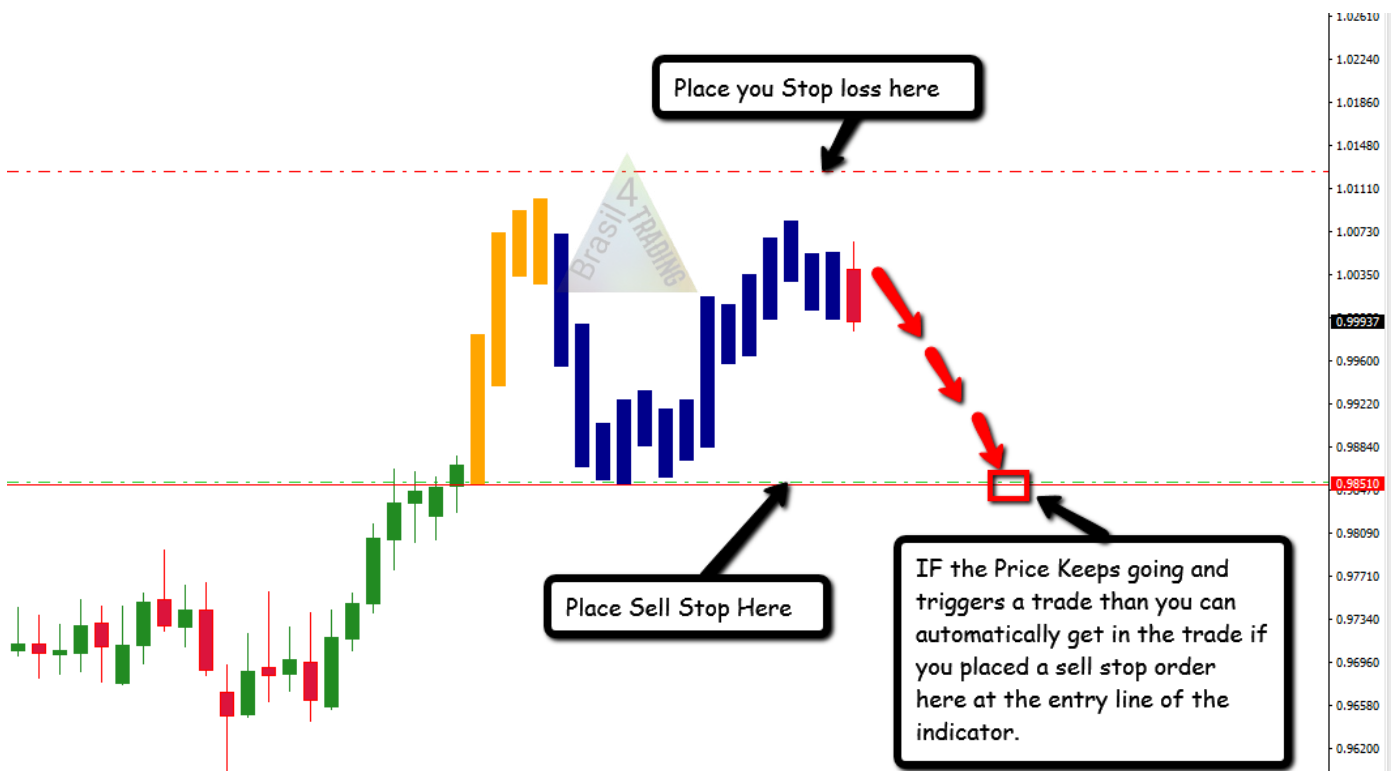 1.02610
1.02240
Place you Stop loss here
1.01860
1.01480
1.01110
Brasil 4 TRADING
1.00730
1.00350
0.99937
0.99600
0.99220
0.98840
0.98510
0.98470
0.98090
IF the Price Keeps going and
triggers a trade than you can
automatically get in the trade if
you placed a sell stop order
here at the entry line of the
indicator.
Place Sell Stop Here
0.97710
0.97340
0.96960
0.96580
0.96200